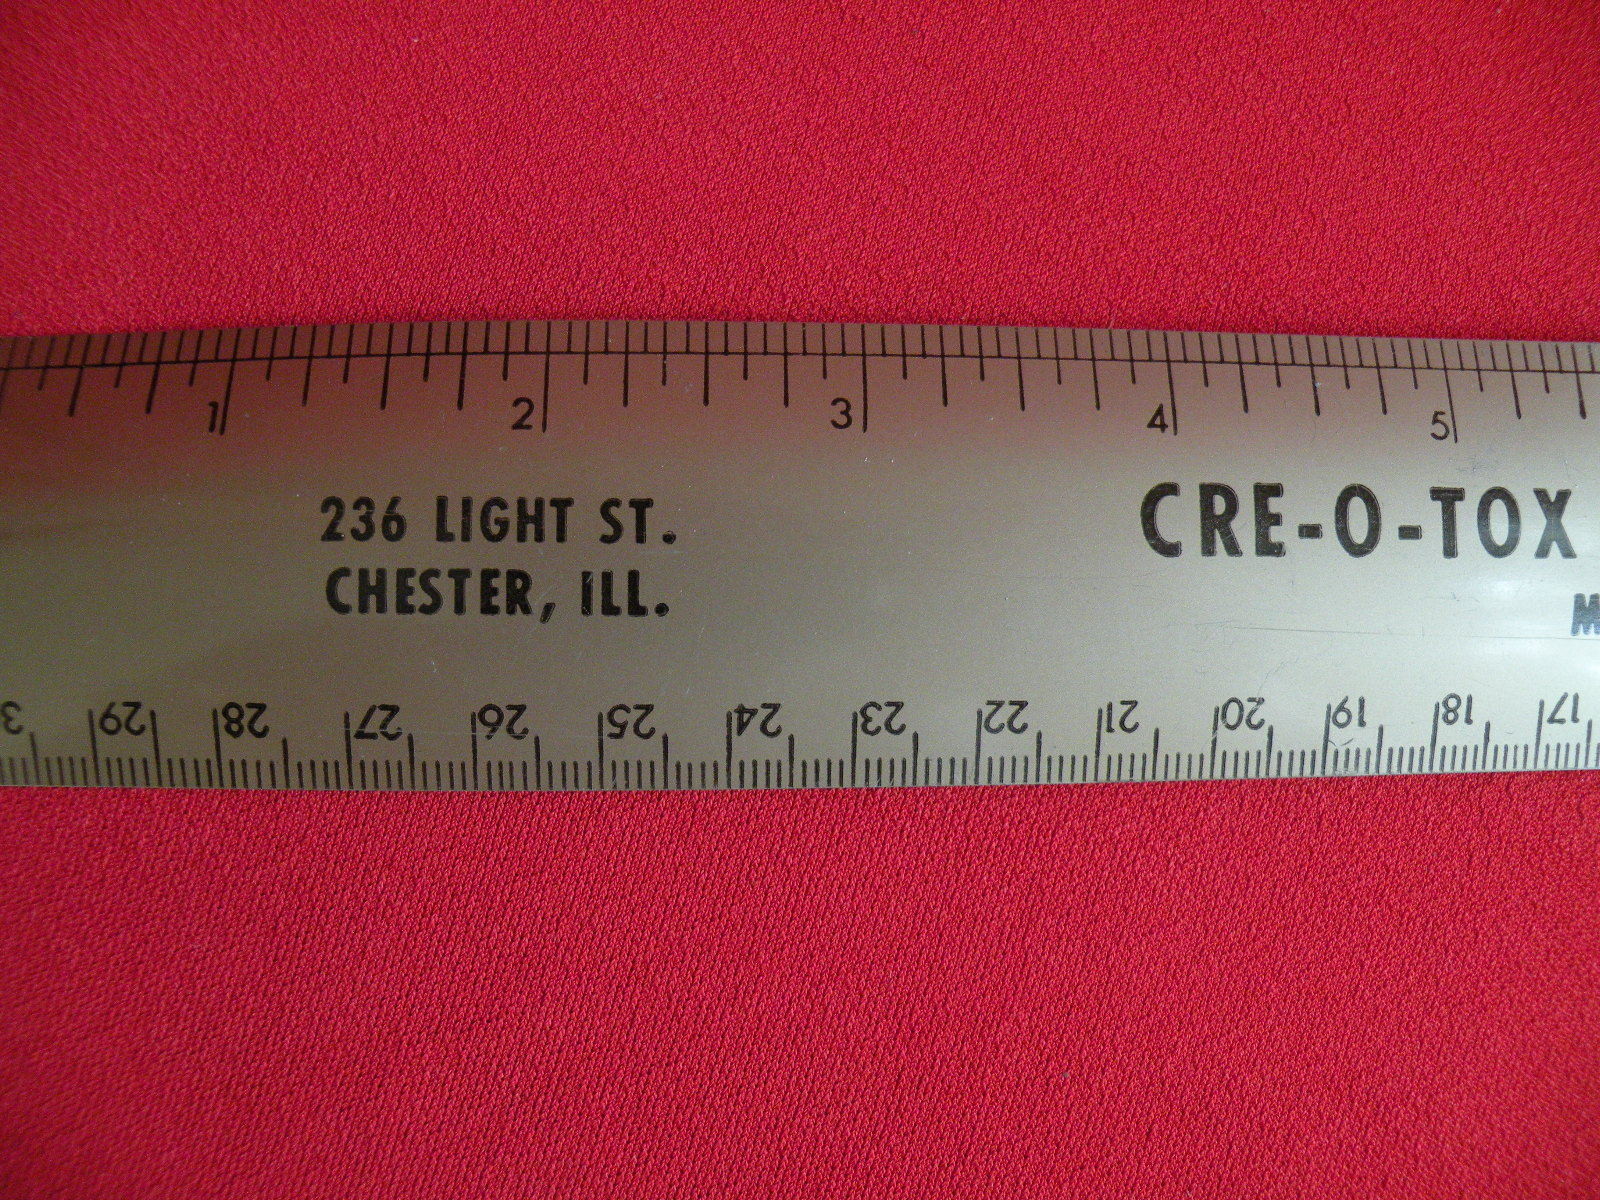 1 2 3 4 5
236 LIGHT ST.
CHESTER, ILL.
CRE-O-TOX
29 28 27 26 25 24 23 22 21 20 19 18 17